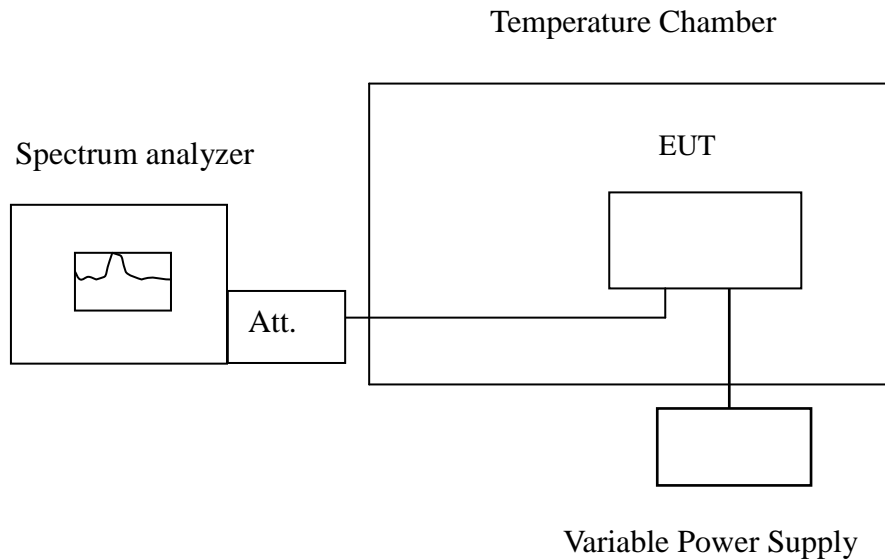 Temperature Chamber
Spectrum analyzer
EUT
Att.
Variable Power Supply